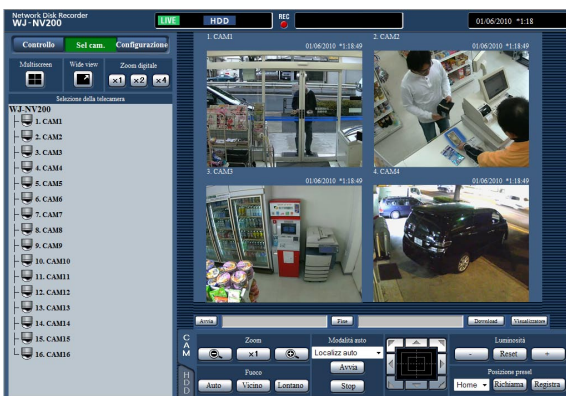 Network Disk Recorder
WJ-NV200
LIVE
HDD
REC
01/06/2010 *1:18
Controllo
Sel cam.
Configurazione
Multiscreen
Wide view
Zoom digitale
×1
×2
×4
Selezione della telecamera
WJ-NV200
1. CAM1
2. CAM2
3. CAM3
4. CAM4
5. CAM5
6. CAM6
7. CAM7
8. CAM8
9. CAM9
10. CAM10
11. CAM11
12. CAM12
13. CAM13
14. CAM14
15. CAM15
16. CAM16
1. CAM1
01/06/2010 *1:18:49
2. CAM2
01/06/2010 *1:18:49
3. CAM3
01/06/2010 *1:18:49
4. CAM4
01/06/2010 *1:18:49
Avvia
Fine
Download
Visualizzatore
CAM
HDD
Zoom
×1
Fuoco
Auto
Vicino
Lontano
Modalità auto
Localizz auto
Avvia
Stop
Luminosità
-
Reset
+
Posizione presel
Home
Richiama
Registra